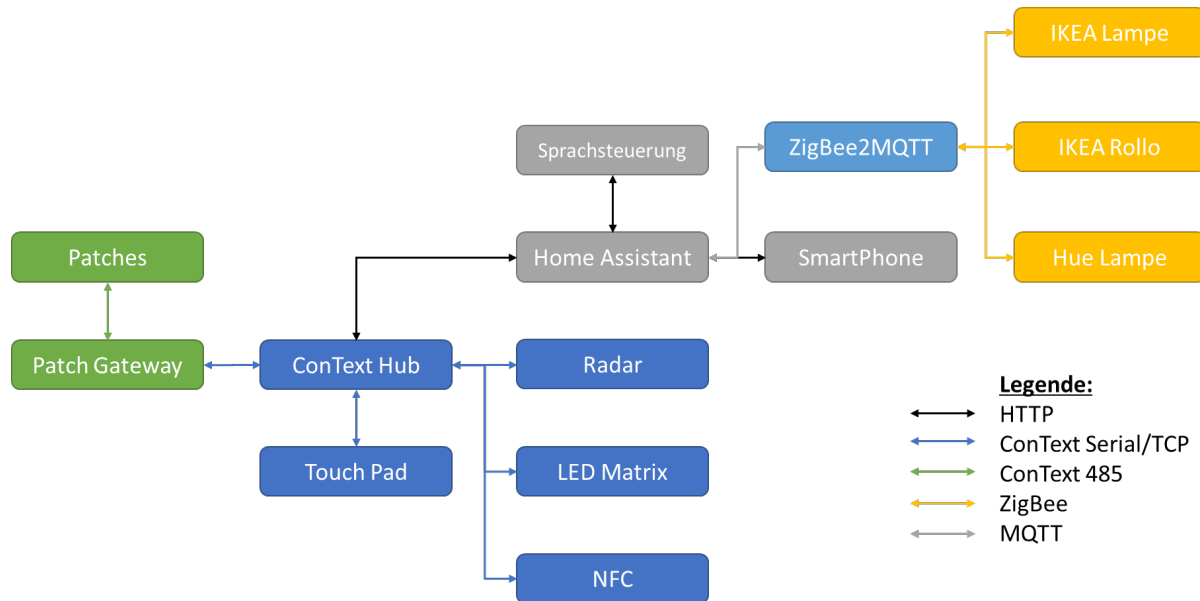 IKEA Lampe
Sprachsteuerung
ZigBee2MQTT
IKEA Rollo
Patches
Home Assistant
SmartPhone
Hue Lampe
Patch Gateway
ConText Hub
Radar
Touch Pad
LED Matrix
NFC
Legende:
HTTP
ConText Serial/TCP
ConText 485
ZigBee
MQTT